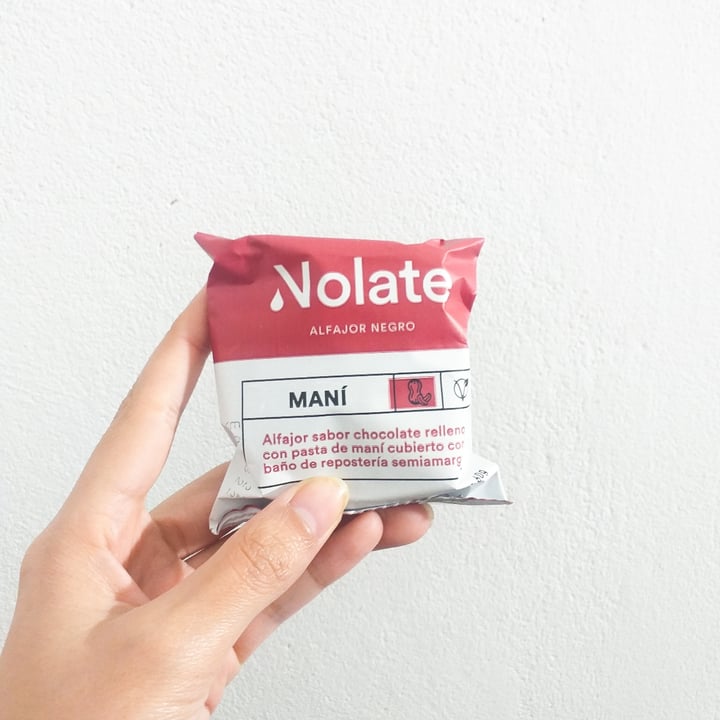 Nolate
ALFAJOR NEGRO
MANÍ
Alfajor sabor chocolate relleno
con pasta de maní cubierto con
baño de repostería semiamarg